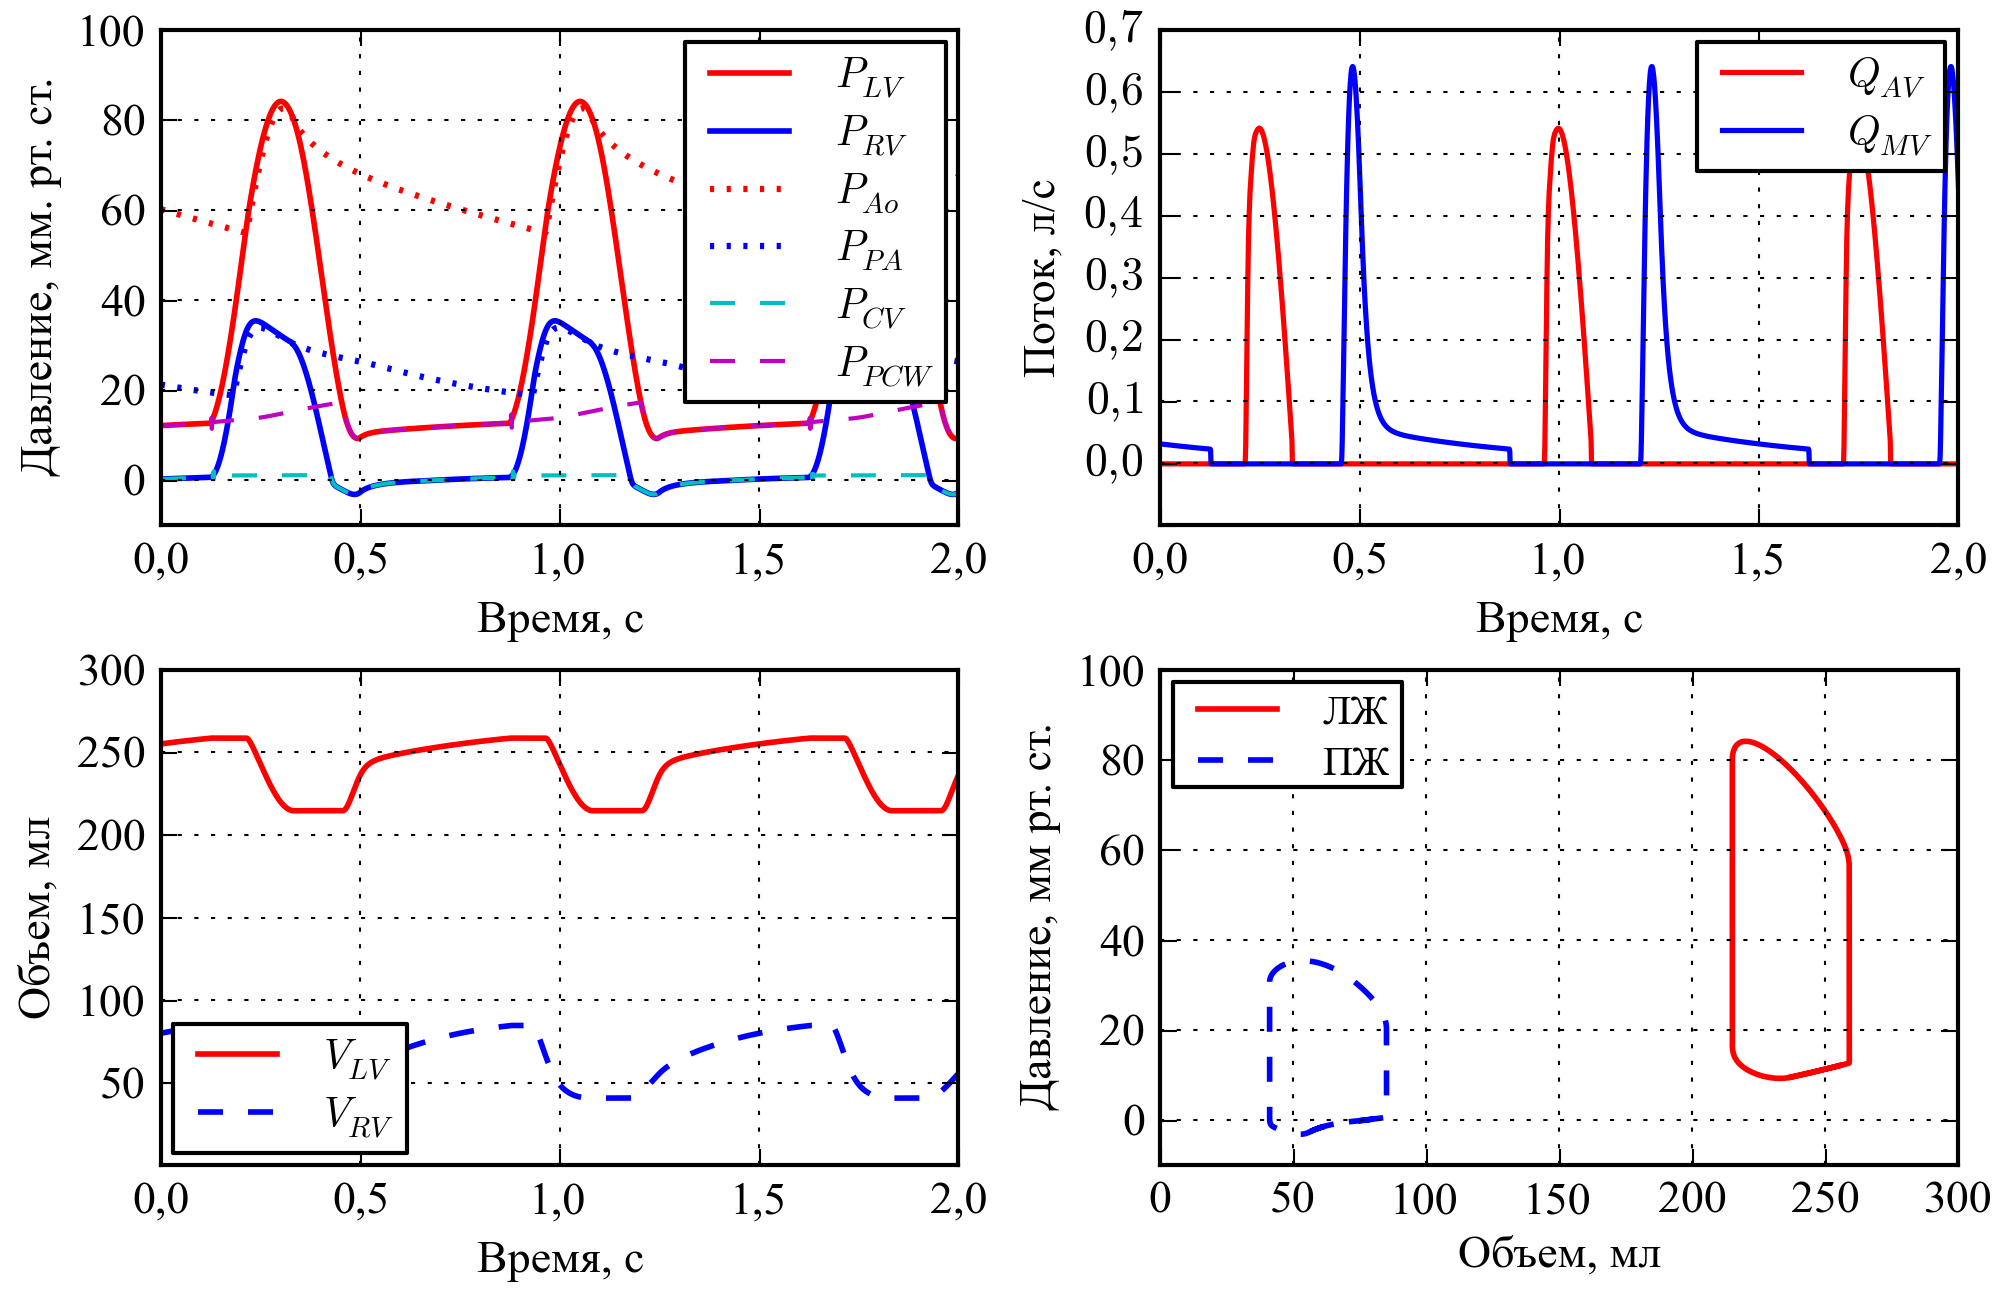 Давление, мм. рт. ст.
100
80
60
40
20
0
0,0
0,5
1,0
1,5
2,0
Время, с
P_LV
P_RV
P_Ao
P_PA
P_CV
P_PCW
Поток, л/с
0,7
0,6
0,5
0,4
0,3
0,2
0,1
0,0
0,0
0,5
1,0
1,5
2,0
Время, с
Q_AV
Q_MV
Объем, мл
300
250
200
150
100
50
0,0
0,5
1,0
1,5
2,0
Время, с
V_LV
V_RV
Давление, мм рт. ст.
100
80
60
40
20
0
0
50
100
150
200
250
300
Объем, мл
ЛЖ
ПЖ